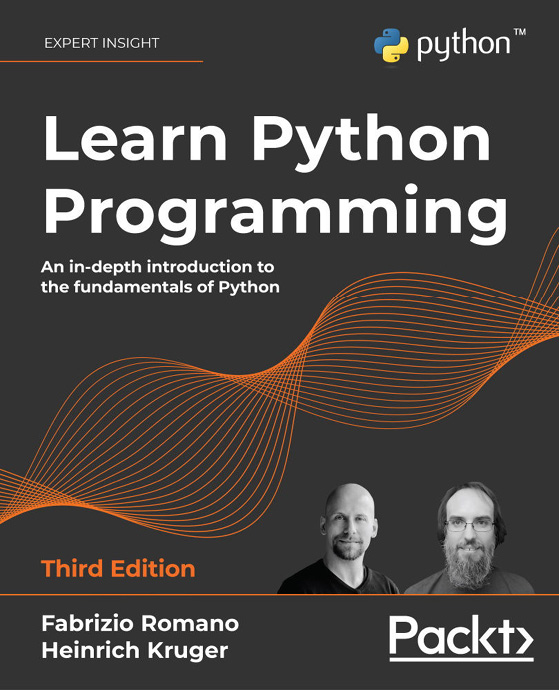 EXPERT INSIGHT
python™
Learn Python
Programming
An in-depth introduction to
the fundamentals of Python
Third Edition
Fabrizio Romano
Heinrich Kruger
Packt>